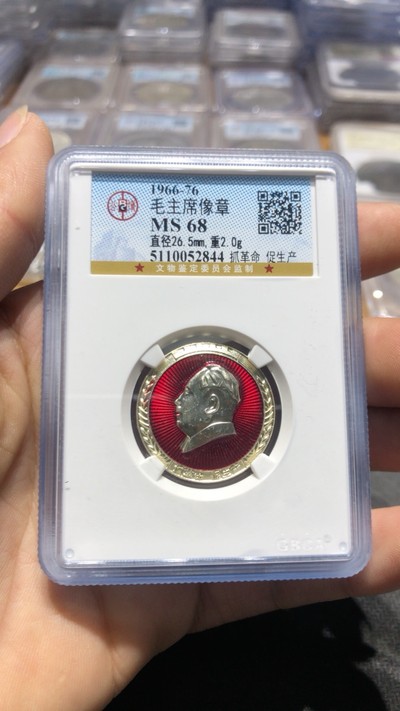 1966-76
毛主席像章
MS 68
直径26.5mm,重2.0g
5110052844 抓革命 促生产
★ 文物鉴定委员会监制 ★